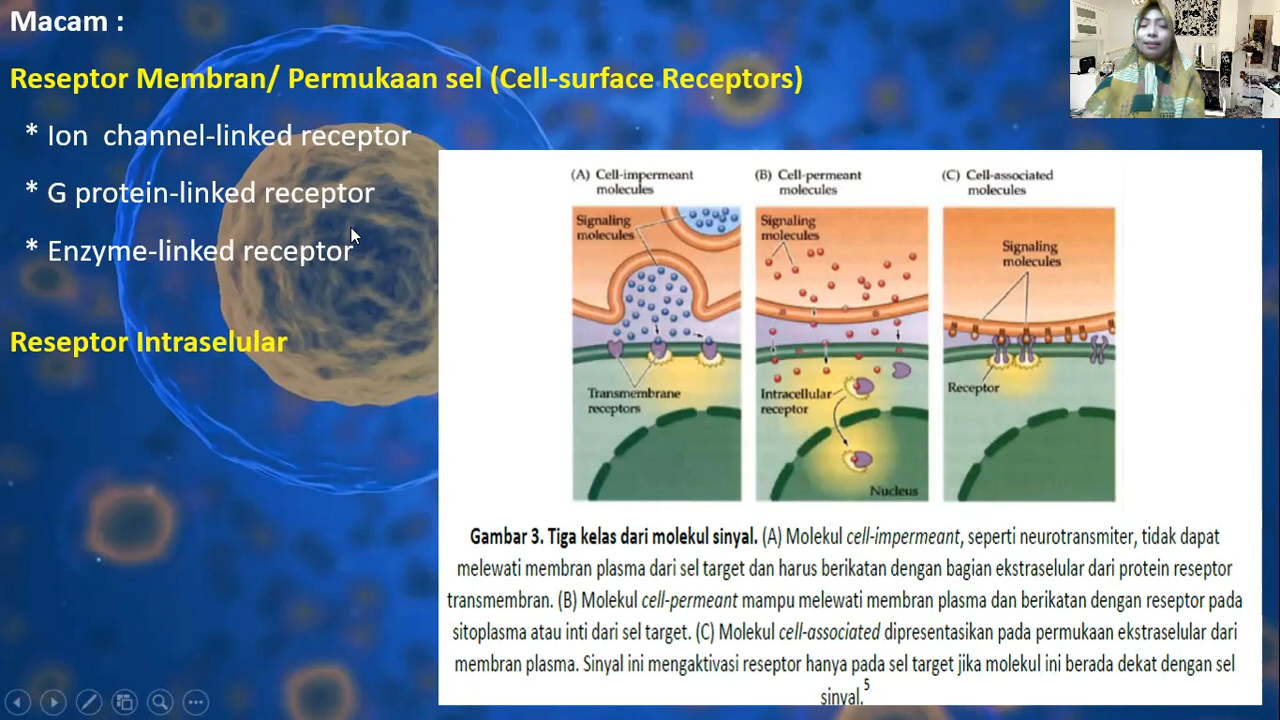 Macam :
Reseptor Membran/ Permukaan sel (Cell-surface Receptors)
* Ion channel-linked receptor
* G protein-linked receptor
* Enzyme-linked receptor
Reseptor Intraselular
(A) Cell-impermeant
molecules
Signaling
molecules
Transmembrane
receptors
(B) Cell-permeant
molecules
Signaling
molecules
Intracellular
receptor
Nucleus
(C) Cell-associated
molecules
Signaling
molecules
Receptor
Gambar 3. Tiga kelas dari molekul sinyal. (A) Molekul cell-impermeant, seperti neurotransmiter, tidak dapat
melewati membran plasma dari sel target dan harus berikatan dengan bagian ekstraselular dari protein reseptor
transmembran. (B) Molekul cell-permeant mampu melewati membran plasma dan berikatan dengan reseptor pada
sitoplasma atau inti dari sel target. (C) Molekul cell-associated dipresentasikan pada permukaan ekstraselular dari
membran plasma. Sinyal ini mengaktivasi reseptor hanya pada sel target jika molekul ini berada dekat dengan sel
sinyal.5